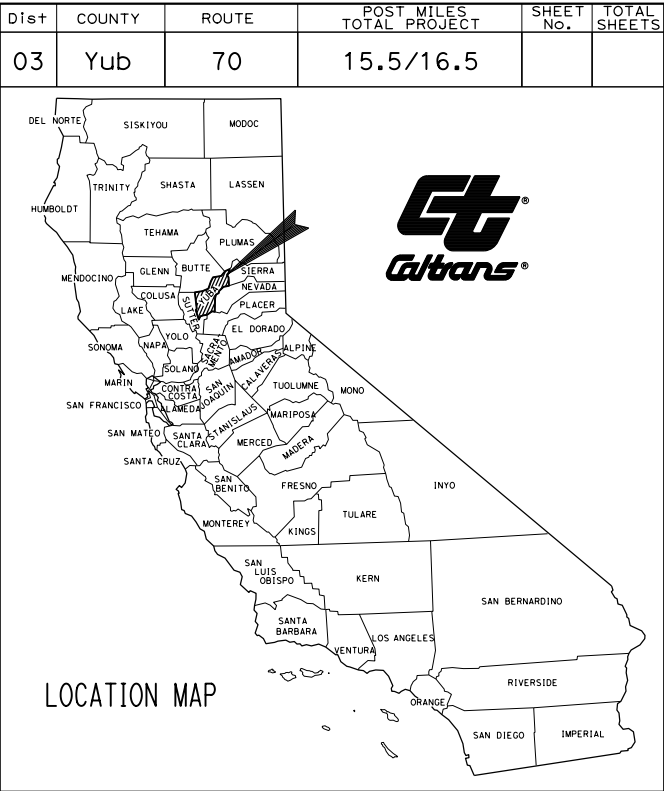 Dist COUNTY ROUTE POST MILES TOTAL PROJECT SHEET No. TOTAL SHEETS
03 Yub 70 15.5/16.5
DEL NORTE
SISKIYOU
MODOC
TRINITY
SHASTA
LASSEN
HUMBOLDT
TEHAMA
PLUMAS
MENDOCINO
GLENN
BUTTE
SIERRA
YUBA
NEVADA
COLUSA
SUTTER
PLACER
LAKE
YOLO
EL DORADO
SONOMA
NAPA
SACRA
MENTO
AMADOR
ALPINE
SOLANO
CALAVERAS
MARIN
CONTRA
COSTA
SAN
JOAQUIN
TUOLUMNE
MONO
SAN FRANCISCO
ALAMEDA
STANISLAUS
MARIPOSA
SAN MATEO
SANTA
CLARA
MERCED
MADERA
SANTA CRUZ
SAN
BENITO
FRESNO
INYO
MONTEREY
KINGS
TULARE
SAN
LUIS
OBISPO
KERN
SAN BERNARDINO
SANTA
BARBARA
VENTURA
LOS ANGELES
RIVERSIDE
ORANGE
SAN DIEGO
IMPERIAL
ct®
Caltrans®
LOCATION MAP